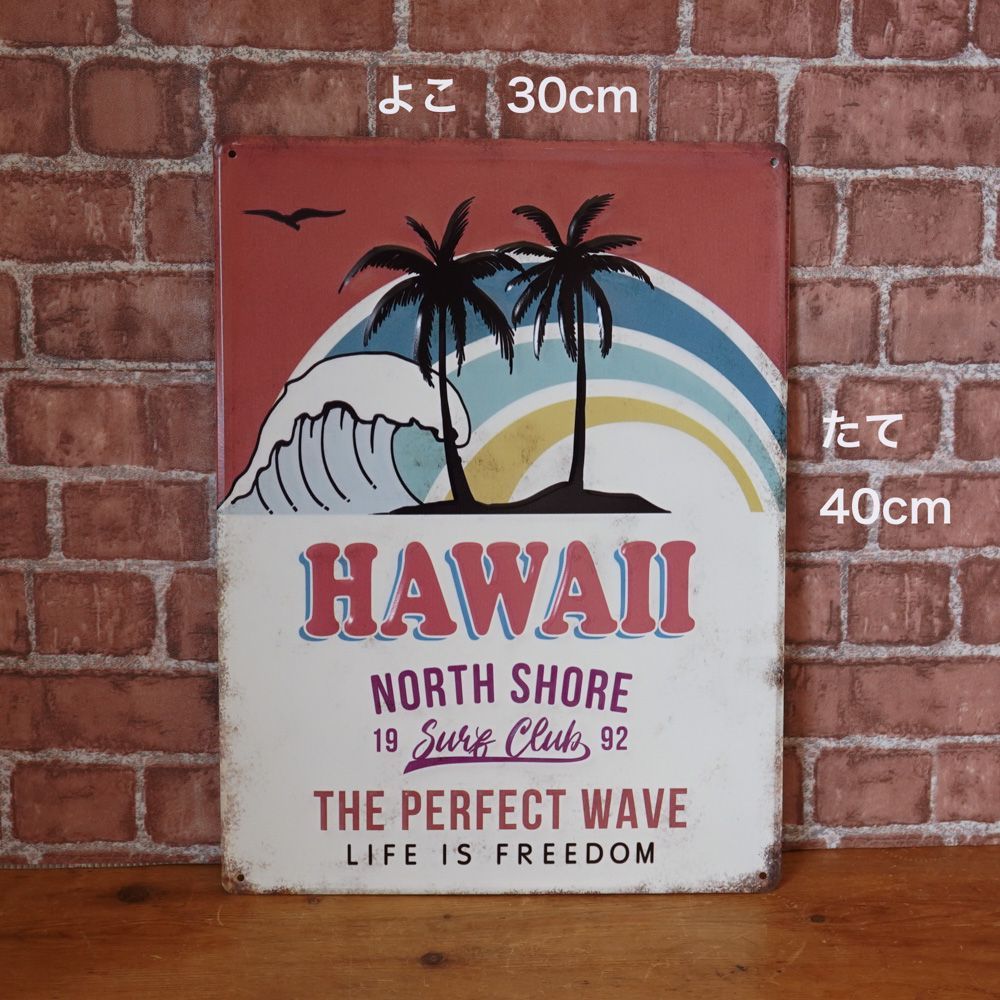 よこ 30cm
たて
40cm
HAWAII
NORTH SHORE
19 Surf Club 92
THE PERFECT WAVE
LIFE IS FREEDOM